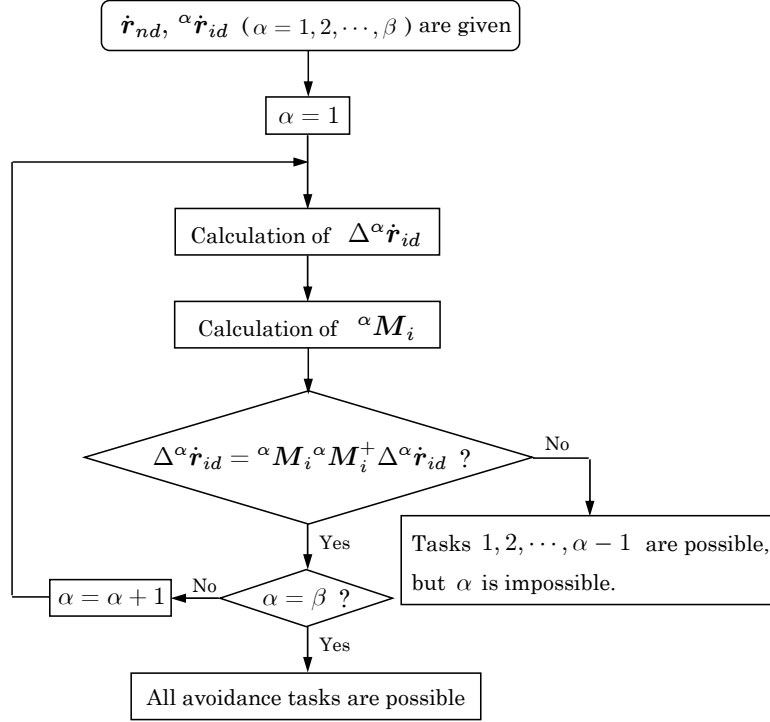 ṙ_nd, ^αṙ_id (α = 1, 2, ⋯, β) are given
α = 1
Calculation of Δ^αṙ_id
Calculation of ^αM_i
Δ^αṙ_id = ^αM_i ^αM_i^+ Δ^αṙ_id ?
No
Yes
Tasks 1, 2, ⋯, α − 1 are possible,
but α is impossible.
α = β ?
No
α = α + 1
Yes
All avoidance tasks are possible